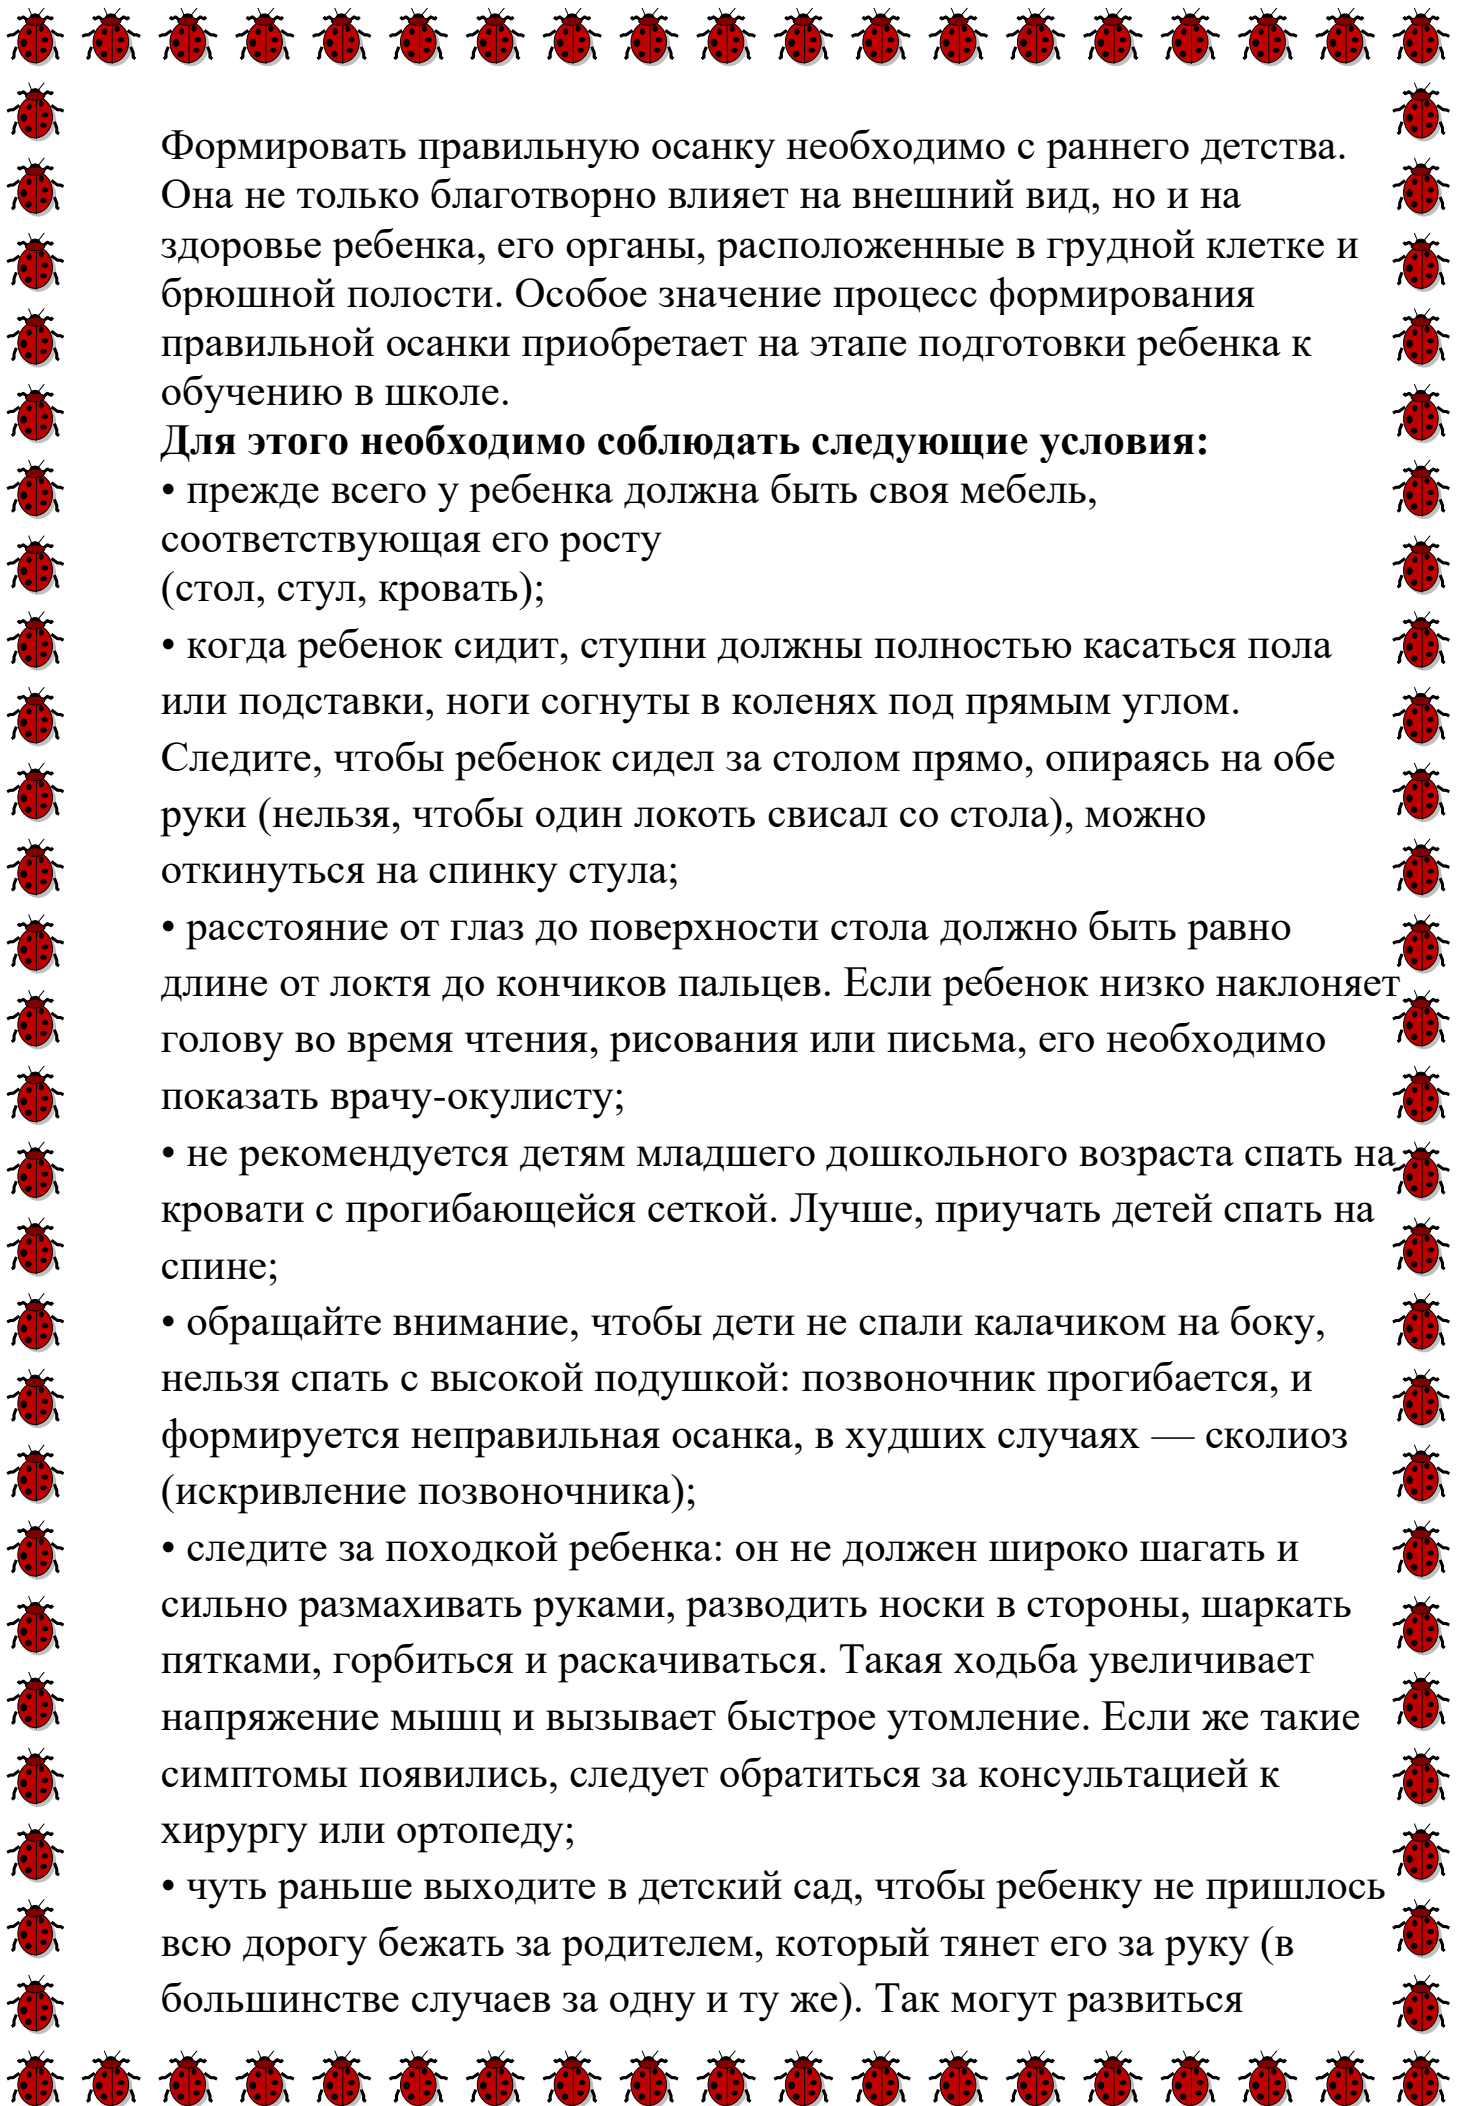 Формировать правильную осанку необходимо с раннего детства.
Она не только благотворно влияет на внешний вид, но и на
здоровье ребенка, его органы, расположенные в грудной клетке и
брюшной полости. Особое значение процесс формирования
правильной осанки приобретает на этапе подготовки ребенка к
обучению в школе.
Для этого необходимо соблюдать следующие условия:
• прежде всего у ребенка должна быть своя мебель,
соответствующая его росту
(стол, стул, кровать);
• когда ребенок сидит, ступни должны полностью касаться пола
или подставки, ноги согнуты в коленях под прямым углом.
Следите, чтобы ребенок сидел за столом прямо, опираясь на обе
руки (нельзя, чтобы один локоть свисал со стола), можно
откинуться на спинку стула;
• расстояние от глаз до поверхности стола должно быть равно
длине от локтя до кончиков пальцев. Если ребенок низко наклоняет
голову во время чтения, рисования или письма, его необходимо
показать врачу-окулисту;
• не рекомендуется детям младшего дошкольного возраста спать на
кровати с прогибающейся сеткой. Лучше, приучать детей спать на
спине;
• обращайте внимание, чтобы дети не спали калачиком на боку,
нельзя спать с высокой подушкой: позвоночник прогибается, и
формируется неправильная осанка, в худших случаях — сколиоз
(искривление позвоночника);
• следите за походкой ребенка: он не должен широко шагать и
сильно размахивать руками, разводить носки в стороны, шаркать
пятками, горбиться и раскачиваться. Такая ходьба увеличивает
напряжение мышц и вызывает быстрое утомление. Если же такие
симптомы появились, следует обратиться за консультацией к
хирургу или ортопеду;
• чуть раньше выходите в детский сад, чтобы ребенку не пришлось
всю дорогу бежать за родителем, который тянет его за руку (в
большинстве случаев за одну и ту же). Так могут развиться